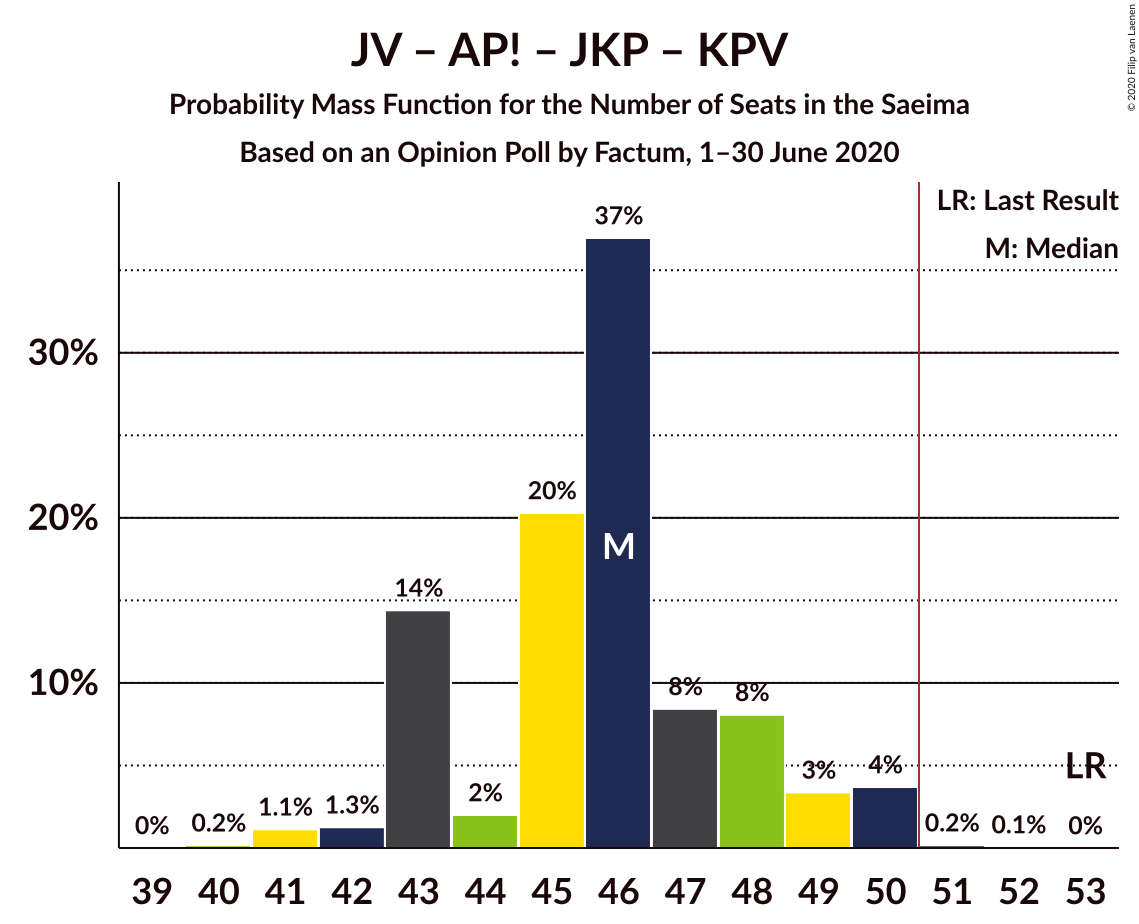 JV – AP! – JKP – KPV
Probability Mass Function for the Number of Seats in the Saeima
Based on an Opinion Poll by Factum, 1–30 June 2020
© 2020 Filip van Laenen
LR: Last Result
M: Median
37%
30%
20%
20%
M
14%
10%
8%
8%
3%
4%
LR
2%
0%
0.2%
1.1%
1.3%
0.2%
0.1%
0%
39 40 41 42 43 44 45 46 47 48 49 50 51 52 53